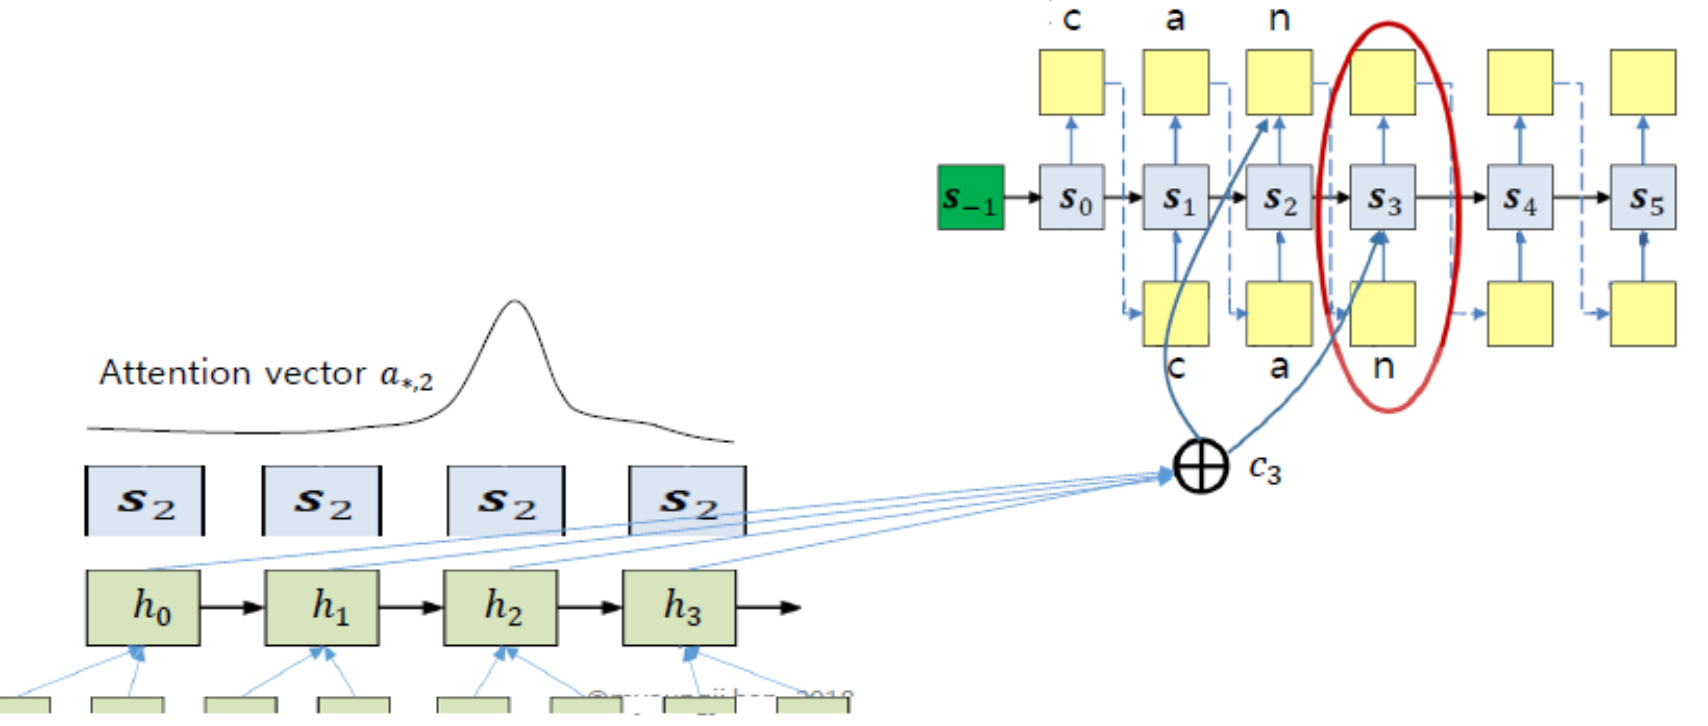 c a n
s₋₁ s₀ s₁ s₂ s₃ s₄ s₅
c a n
Attention vector a∗,₂
c₃
s₂ s₂ s₂ s₂
h₀ h₁ h₂ h₃
2018